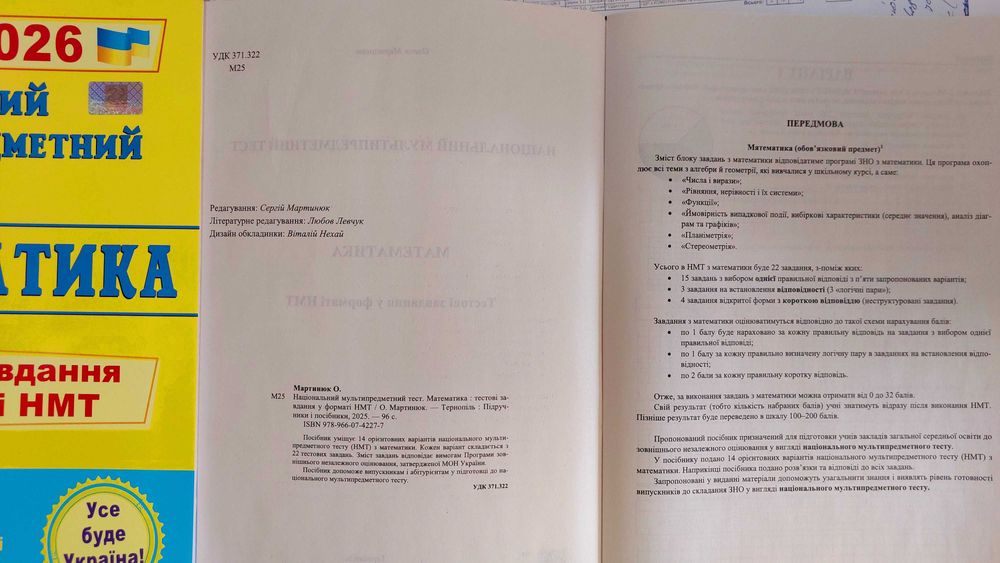 026
ИЙ
МЕТНИЙ
АТИКА
вдання
і НМТ
Усе
буде
Україна!
УДК 371.322
М25
Редагування: Сергій Мартинюк
Літературне редагування: Любов Левчук
Дизайн обкладинки: Віталій Нехай
Мартинюк О.
М25 Національний мультипредметний тест. Математика : тестові за-
вдання у форматі НМТ / О. Мартинюк. — Тернопіль : Підруч-
ники і посібники, 2025. — 96 с.
ISBN 978-966-07-4227-7
Посібник уміщує 14 орієнтовних варіантів національного мульти-
предметного тесту (НМТ) з математики. Кожен варіант складається з
22 тестових завдань. Зміст завдань відповідає вимогам Програми зов-
нішнього незалежного оцінювання, затвердженої МОН України.
Посібник допоможе випускникам і абітурієнтам у підготовці до на-
ціонального мультипредметного тесту.
УДК 371.322
ПЕРЕДМОВА
Математика (обов’язковий предмет)¹
Зміст блоку завдань з математики відповідатиме програмі ЗНО з математики. Ця програма охоп-
лює всі теми з алгебри й геометрії, які вивчалися у шкільному курсі, а саме:
• «Числа і вирази»;
• «Рівняння, нерівності і їх системи»;
• «Функції»;
• «Ймовірність випадкової події, вибіркові характеристики (середнє значення), аналіз діаг-
рам та графіків»;
• «Планіметрія»;
• «Стереометрія».
Усього в НМТ з математики буде 22 завдання, з-поміж яких:
• 15 завдань з вибором однієї правильної відповіді з п’яти запропонованих варіантів;
• 3 завдання на встановлення відповідності (3 «логічні пари»);
• 4 завдання відкритої форми з короткою відповіддю (неструктуровані завдання).
Завдання з математики оцінюватимуться відповідно до такої схеми нарахування балів:
• по 1 балу буде нараховано за кожну правильну відповідь на завдання з вибором однієї
правильної відповіді;
• по 1 балу за кожну правильно визначену логічну пару в завданнях на встановлення відпо-
відності;
• по 2 бали за кожну правильну коротку відповідь.
Отже, за виконання завдань з математики можна отримати від 0 до 32 балів.
Свій результат (тобто кількість набраних балів) учні знатимуть відразу після виконання НМТ.
Пізніше результат буде переведено в шкалу 100–200 балів.
Пропонований посібник призначений для підготовки учнів закладів загальної середньої освіти до
зовнішнього незалежного оцінювання у вигляді національного мультипредметного тесту.
У посібнику подано 14 орієнтовних варіантів національного мультипредметного тесту (НМТ) з
математики. Наприкінці посібника подано розв’язки та відповіді до всіх завдань.
Запропоновані у виданні матеріали допоможуть узагальнити знання і виявлять рівень готовності
випускників до складання ЗНО у вигляді національного мультипредметного тесту.